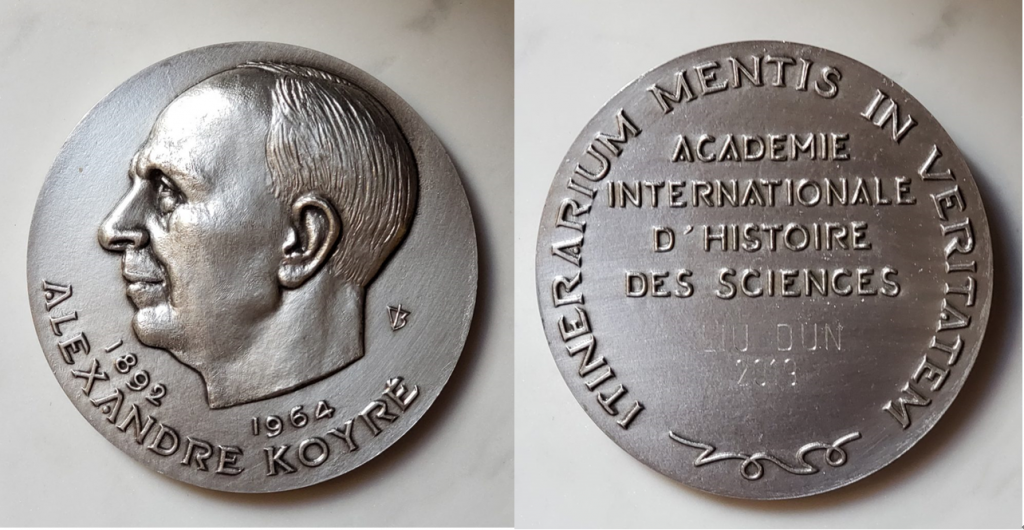 1892
1964
ALEXANDRE KOYRÉ
ITINERARIUM MENTIS IN VERITATEM
ACADEMIE
INTERNATIONALE
D'HISTOIRE
DES SCIENCES
LIU DUN